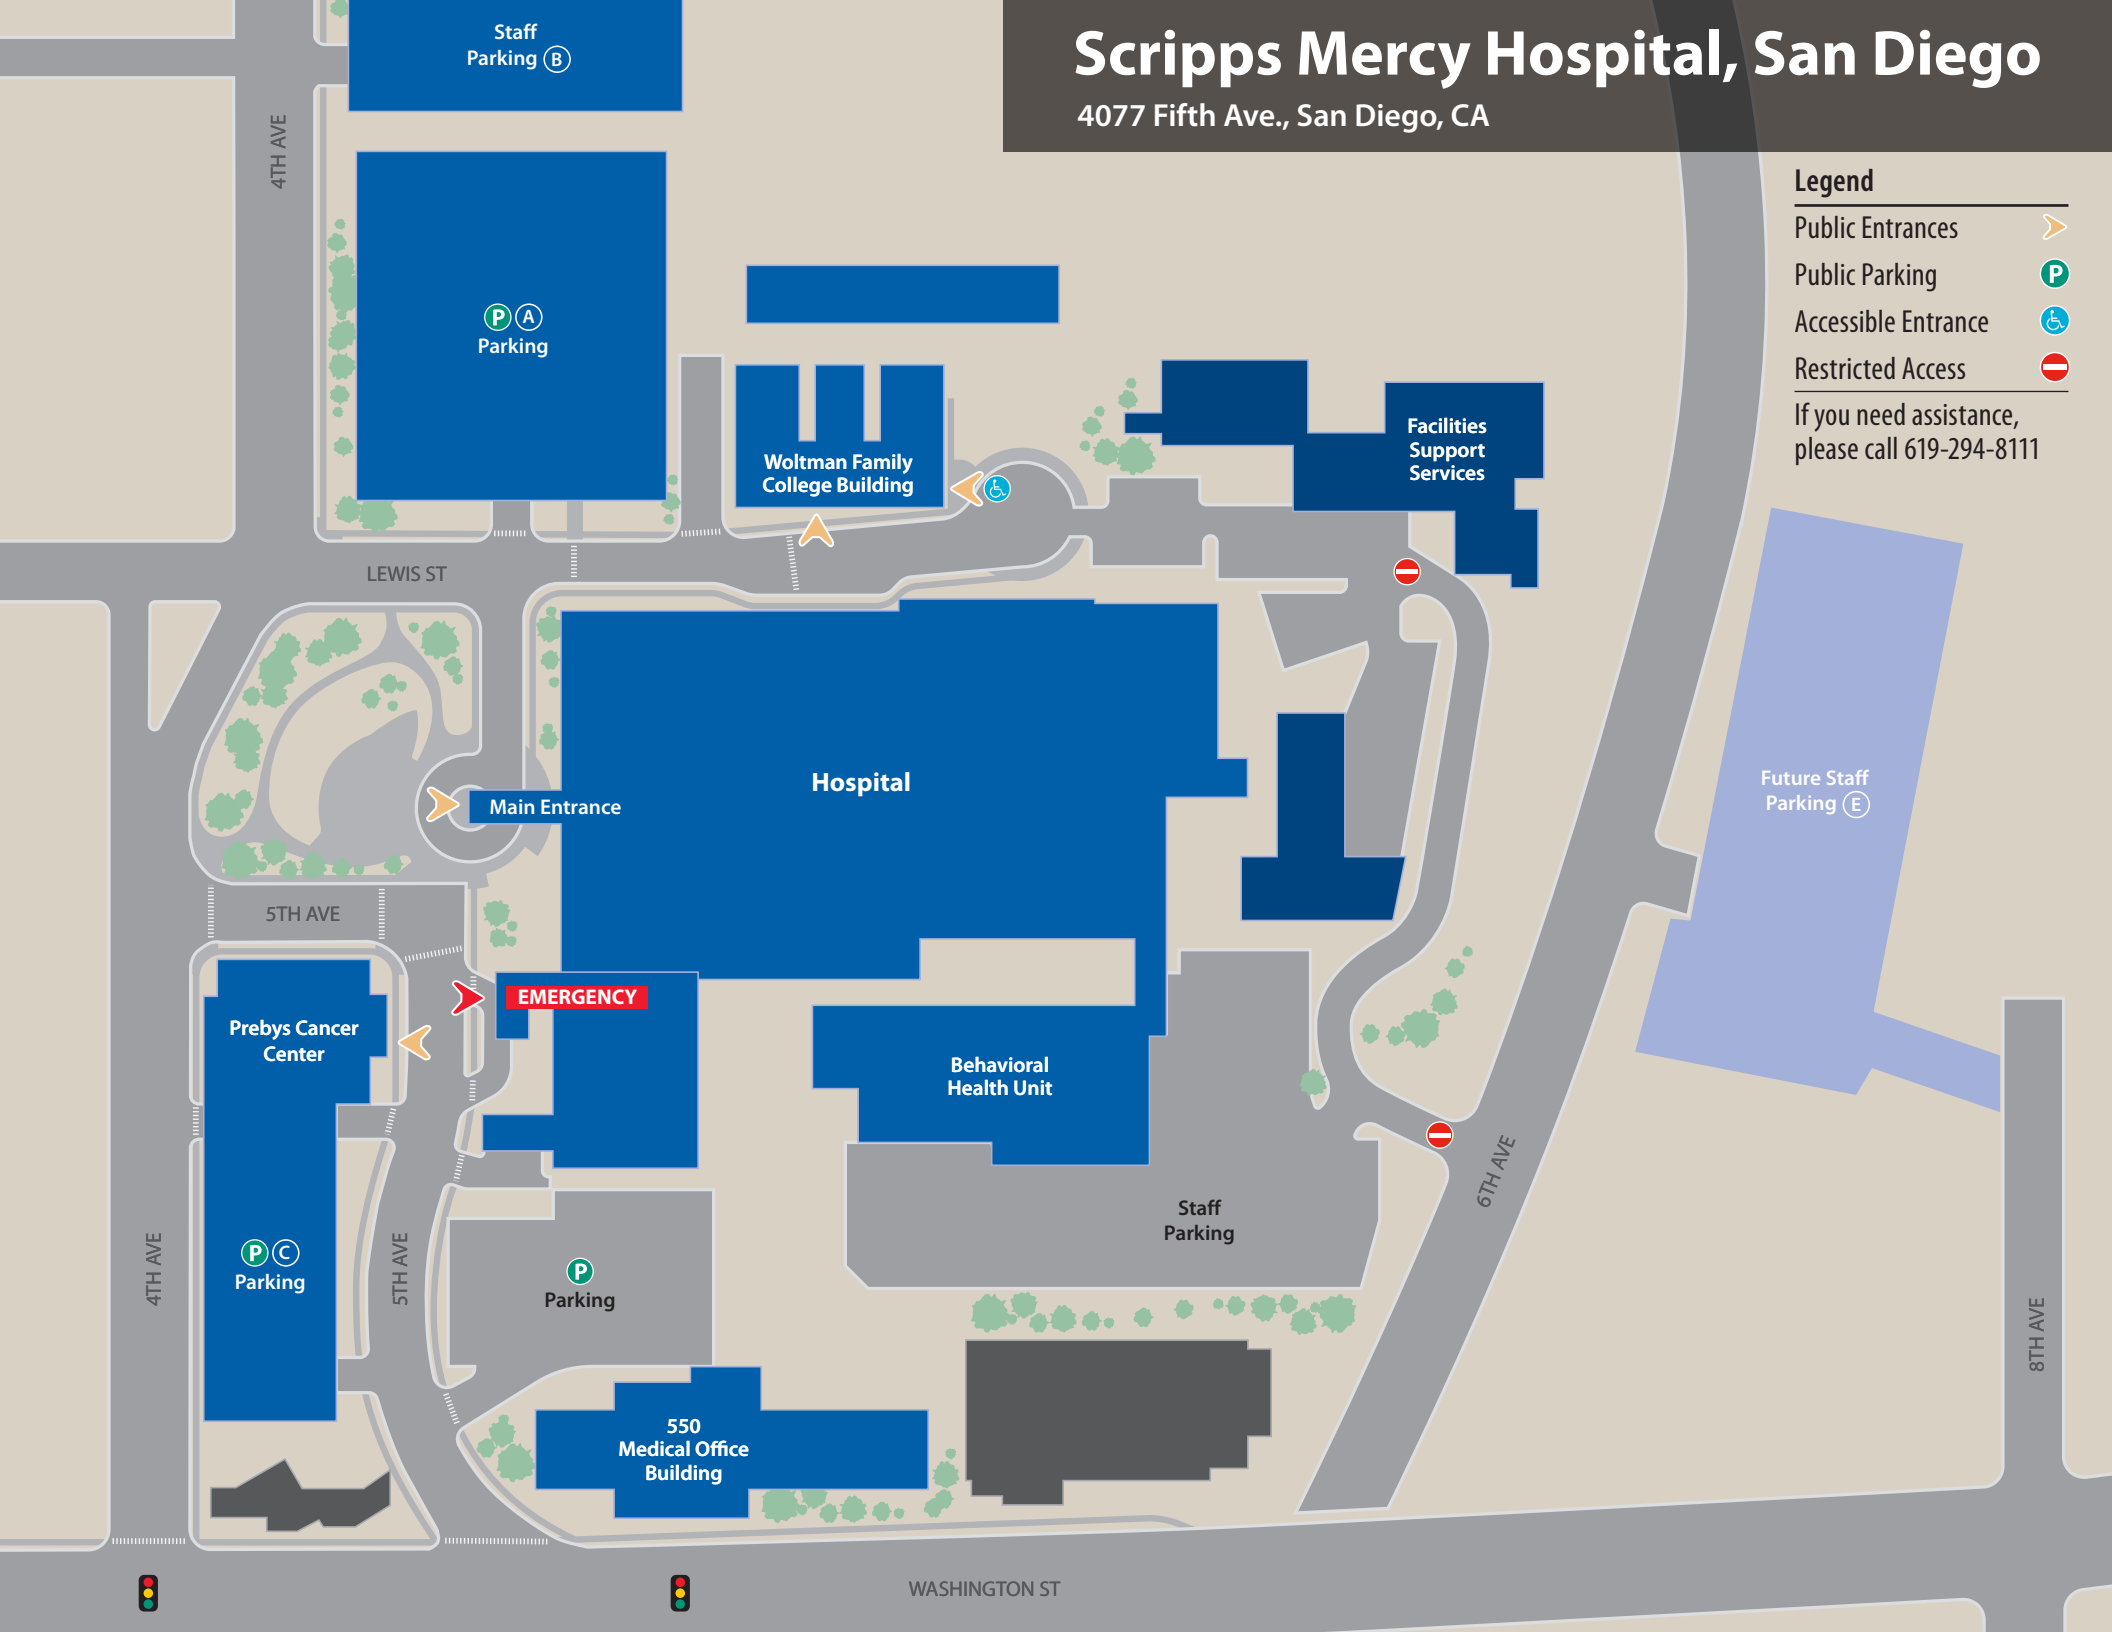 Scripps Mercy Hospital, San Diego
4077 Fifth Ave., San Diego, CA
Legend
Public Entrances
Public Parking
P
Accessible Entrance
Restricted Access
If you need assistance,
please call 619-294-8111
Staff
Parking B
4TH AVE
P A
Parking
Woltman Family
College Building
Facilities
Support
Services
LEWIS ST
Hospital
Main Entrance
Future Staff
Parking E
5TH AVE
EMERGENCY
Prebys Cancer
Center
Behavioral
Health Unit
Staff
Parking
6TH AVE
4TH AVE
P C
Parking
5TH AVE
P
Parking
8TH AVE
550
Medical Office
Building
WASHINGTON ST